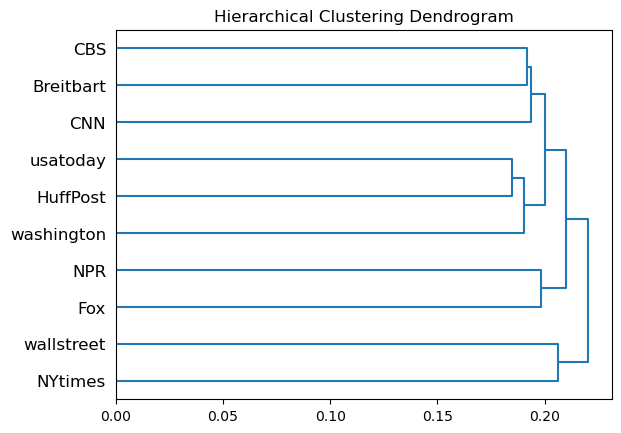 Hierarchical Clustering Dendrogram
CBS
Breitbart
CNN
usatoday
HuffPost
washington
NPR
Fox
wallstreet
NYtimes
0.00 0.05 0.10 0.15 0.20